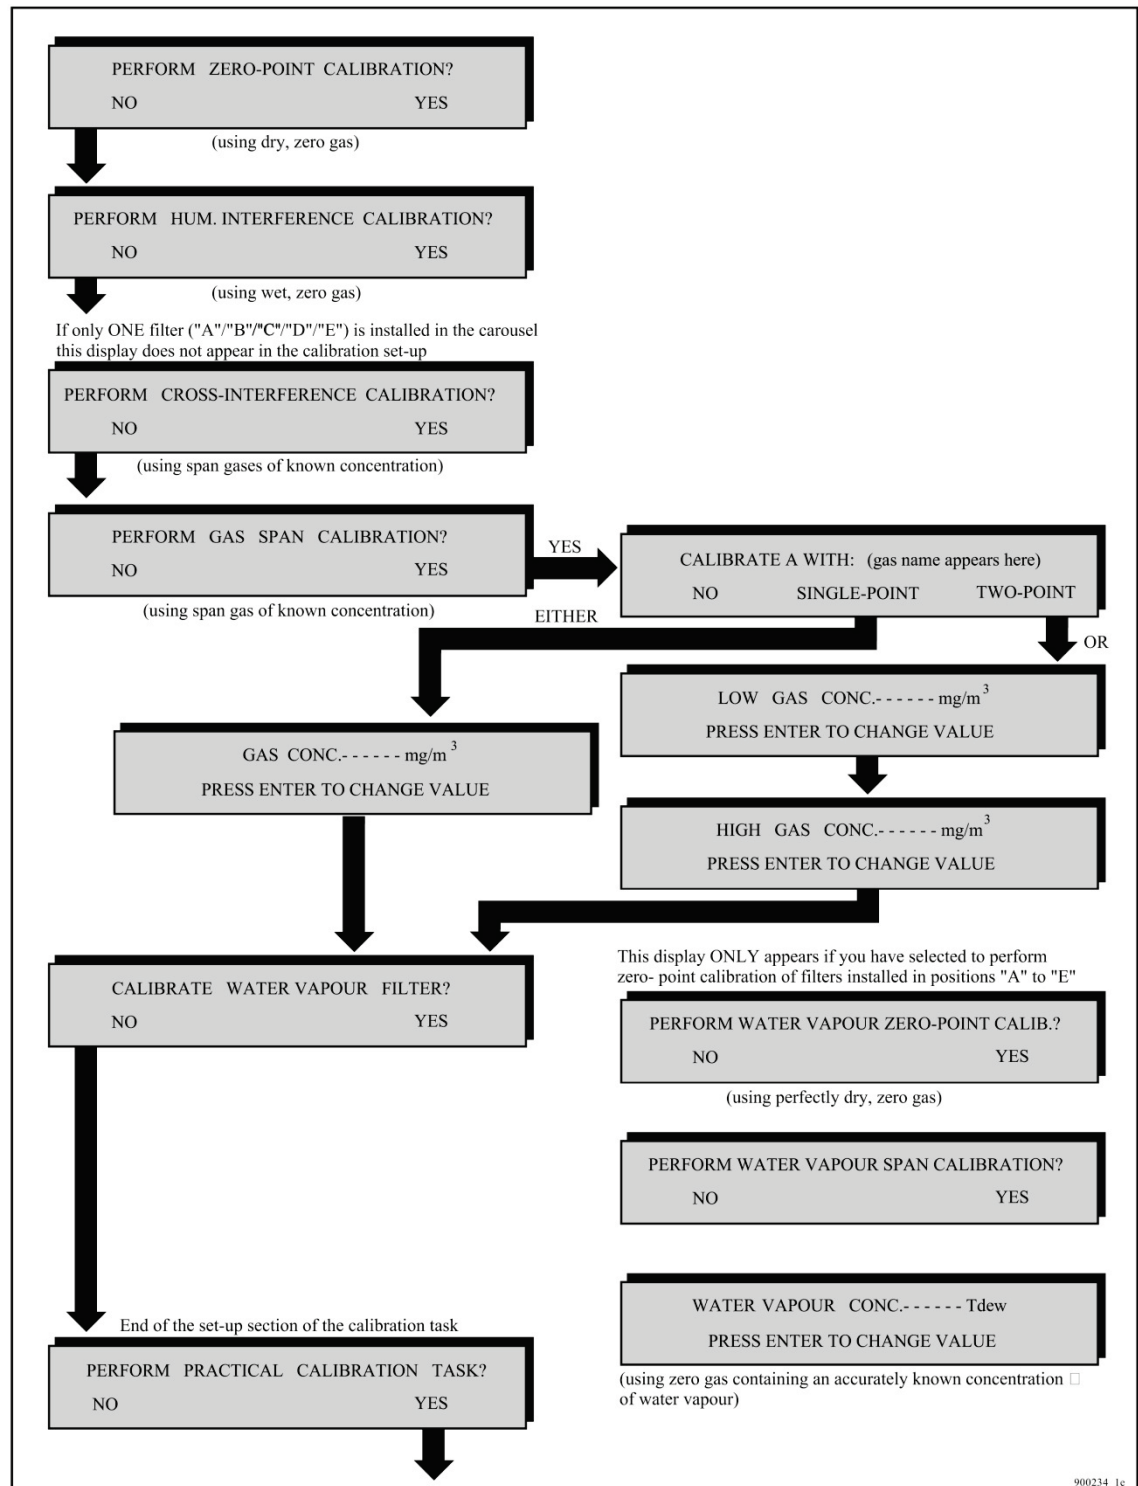 PERFORM ZERO-POINT CALIBRATION?
NO YES
(using dry, zero gas)
PERFORM HUM. INTERFERENCE CALIBRATION?
NO YES
(using wet, zero gas)
If only ONE filter ("A"/"B"/"C"/"D"/"E") is installed in the carousel
this display does not appear in the calibration set-up
PERFORM CROSS-INTERFERENCE CALIBRATION?
NO YES
(using span gases of known concentration)
PERFORM GAS SPAN CALIBRATION?
NO YES
(using span gas of known concentration)
YES
CALIBRATE A WITH: (gas name appears here)
NO SINGLE-POINT TWO-POINT
EITHER
OR
LOW GAS CONC.- - - - - - mg/m3
PRESS ENTER TO CHANGE VALUE
GAS CONC.- - - - - - mg/m3
PRESS ENTER TO CHANGE VALUE
HIGH GAS CONC.- - - - - - mg/m3
PRESS ENTER TO CHANGE VALUE
CALIBRATE WATER VAPOUR FILTER?
NO YES
This display ONLY appears if you have selected to perform
zero- point calibration of filters installed in positions "A" to "E"
PERFORM WATER VAPOUR ZERO-POINT CALIB.?
NO YES
(using perfectly dry, zero gas)
PERFORM WATER VAPOUR SPAN CALIBRATION?
NO YES
WATER VAPOUR CONC.- - - - - - Tdew
PRESS ENTER TO CHANGE VALUE
(using zero gas containing an accurately known concentration □
of water vapour)
End of the set-up section of the calibration task
PERFORM PRACTICAL CALIBRATION TASK?
NO YES
900234_1e